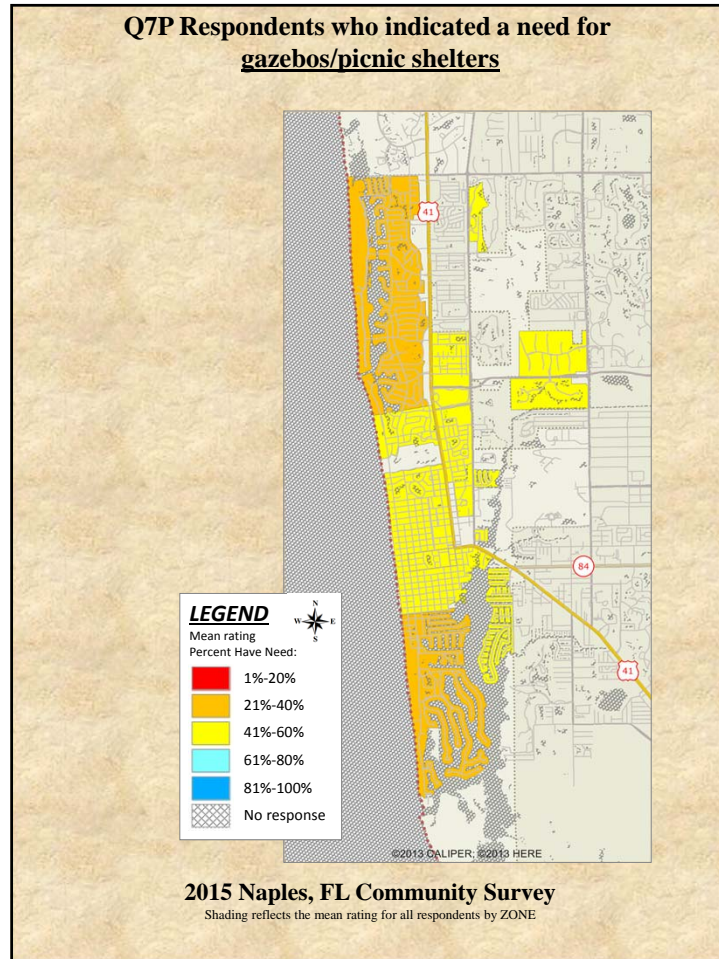 Q7P Respondents who indicated a need for
gazebos/picnic shelters
41
84
41
LEGEND
N
W E
S
Mean rating
Percent Have Need:
1%-20%
21%-40%
41%-60%
61%-80%
81%-100%
No response
©2013 CALIPER; ©2013 HERE
2015 Naples, FL Community Survey
Shading reflects the mean rating for all respondents by ZONE